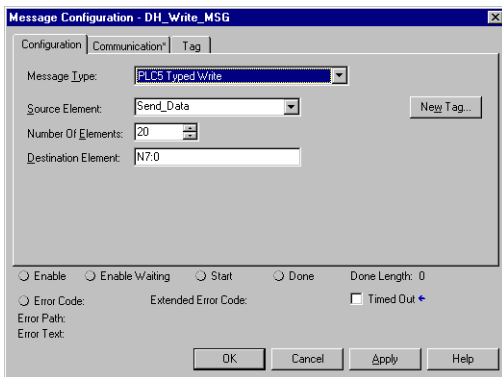 Message Configuration - DH_Write_MSG
Configuration Communication* Tag
Message Type: PLC5 Typed Write
Source Element: Send_Data New Tag...
Number Of Elements: 20
Destination Element: N7:0
Enable Enable Waiting Start Done Done Length: 0
Error Code: Extended Error Code: Timed Out
Error Path:
Error Text:
OK Cancel Apply Help